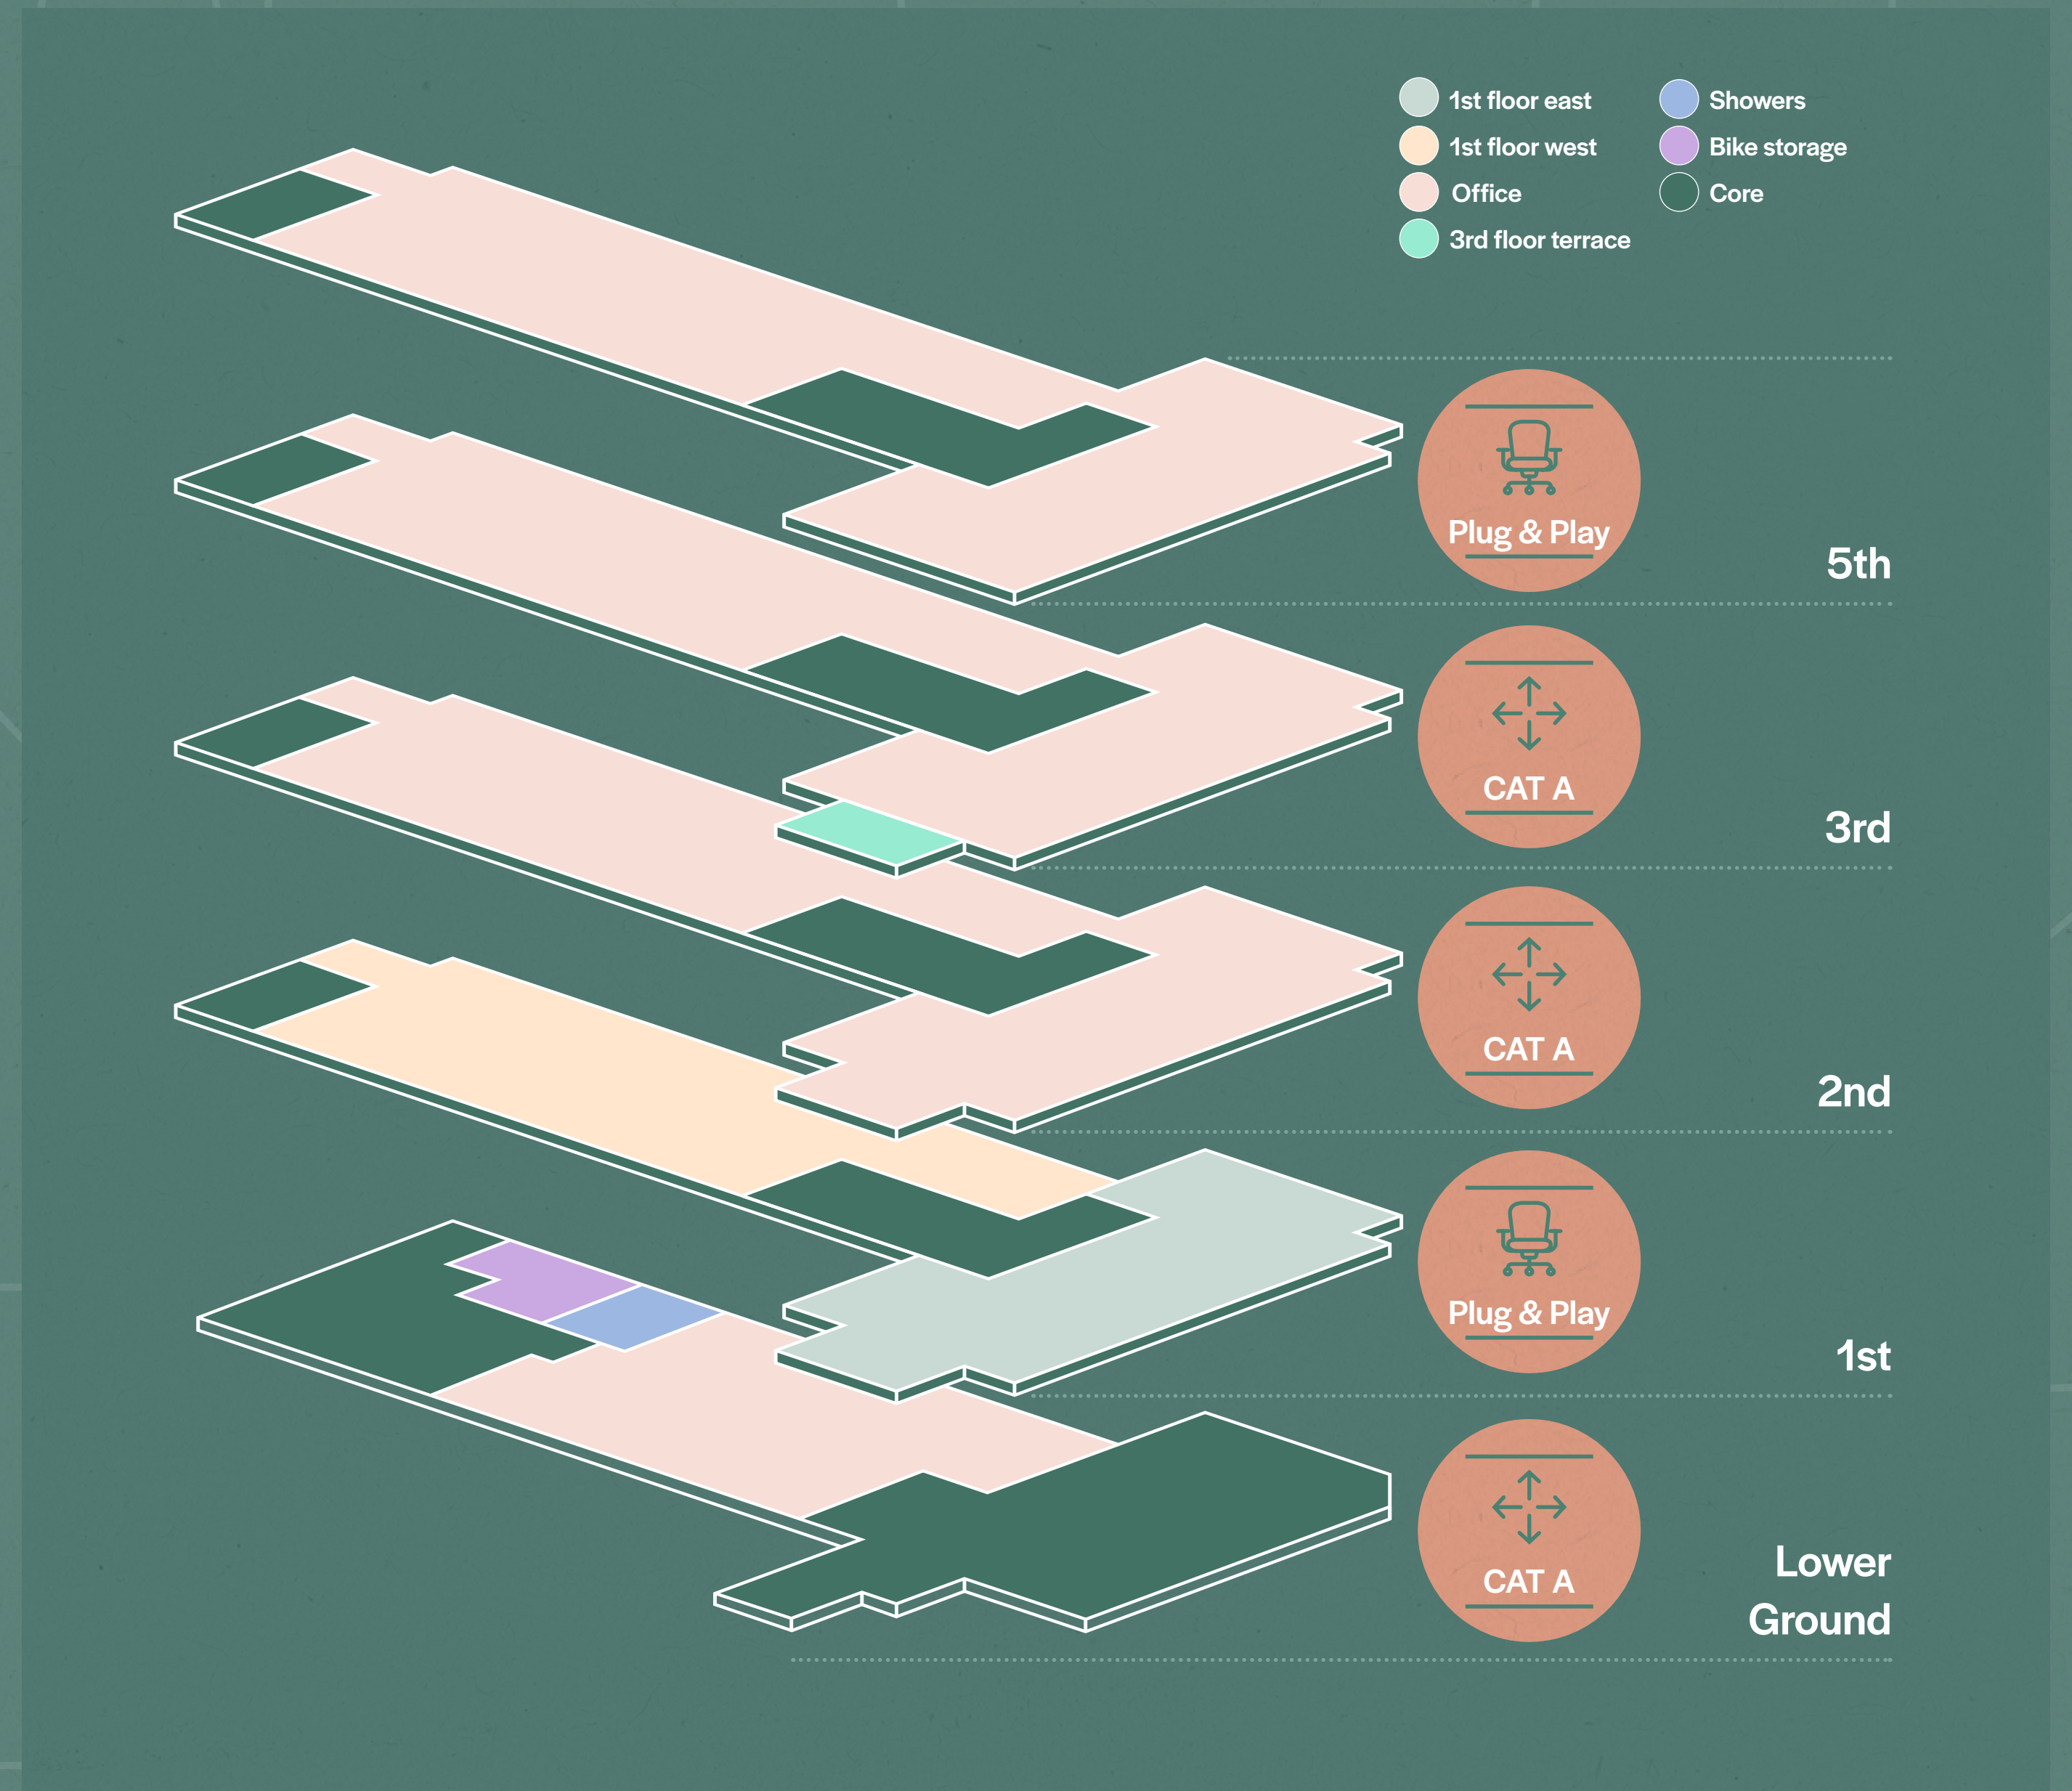 1st floor east
1st floor west
Office
3rd floor terrace
Showers
Bike storage
Core
Plug & Play
5th
CAT A
3rd
CAT A
2nd
Plug & Play
1st
CAT A
Lower
Ground